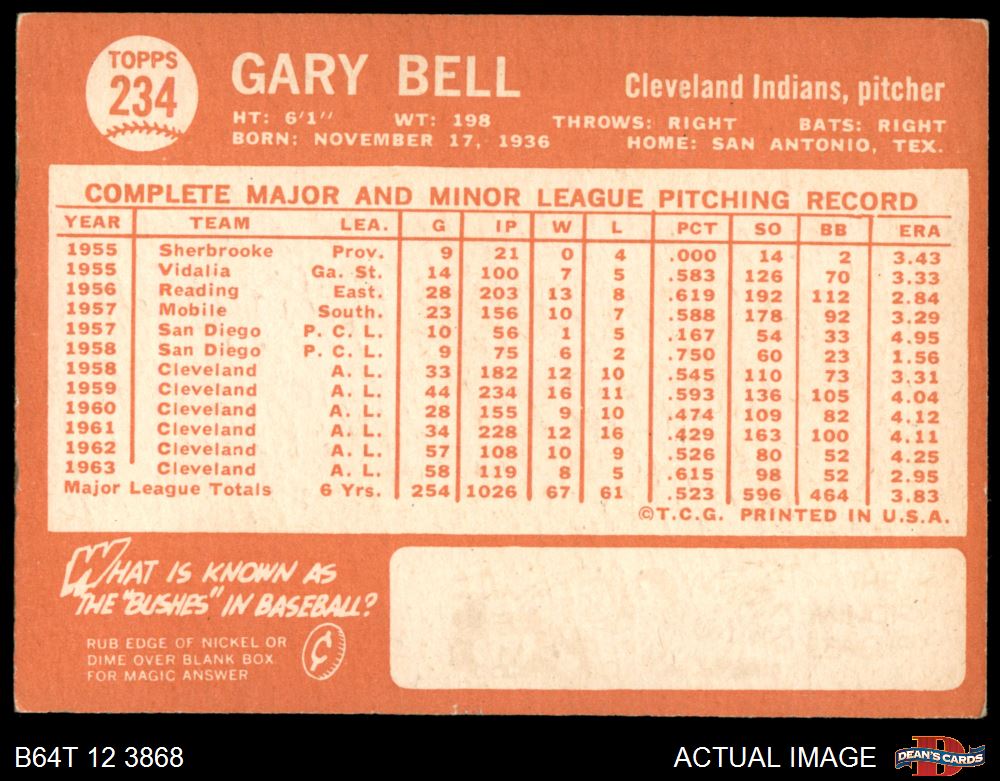 TOPPS
234
GARY BELL
Cleveland Indians, pitcher
HT: 6'1" WT: 198 THROWS: RIGHT BATS: RIGHT
BORN: NOVEMBER 17, 1936 HOME: SAN ANTONIO, TEX.
COMPLETE MAJOR AND MINOR LEAGUE PITCHING RECORD
YEAR TEAM LEA. G IP W L PCT SO BB ERA
1955 Sherbrooke Prov. 9 21 0 4 .000 14 2 3.43
1955 Vidalia Ga. St. 14 100 7 5 .583 126 70 3.33
1956 Reading East. 28 203 13 8 .619 192 112 2.84
1957 Mobile South. 23 156 10 7 .588 178 92 3.29
1957 San Diego P. C. L. 10 56 1 5 .167 54 33 4.95
1958 San Diego P. C. L. 9 75 6 2 .750 60 23 1.56
1958 Cleveland A. L. 33 182 12 10 .545 110 73 3.31
1959 Cleveland A. L. 44 234 16 11 .593 136 105 4.04
1960 Cleveland A. L. 28 155 9 10 .474 109 82 4.12
1961 Cleveland A. L. 34 228 12 16 .429 163 100 4.11
1962 Cleveland A. L. 57 108 10 9 .526 80 52 4.25
1963 Cleveland A. L. 58 119 8 5 .615 98 52 2.95
Major League Totals 6 Yrs. 254 1026 67 61 .523 596 464 3.83
©T.C.G. PRINTED IN U.S.A.
WHAT IS KNOWN AS
THE "BUSHES" IN BASEBALL?
RUB EDGE OF NICKEL OR
DIME OVER BLANK BOX
FOR MAGIC ANSWER
¢
B64T 12 3868
ACTUAL IMAGE
D
DEAN'S CARDS